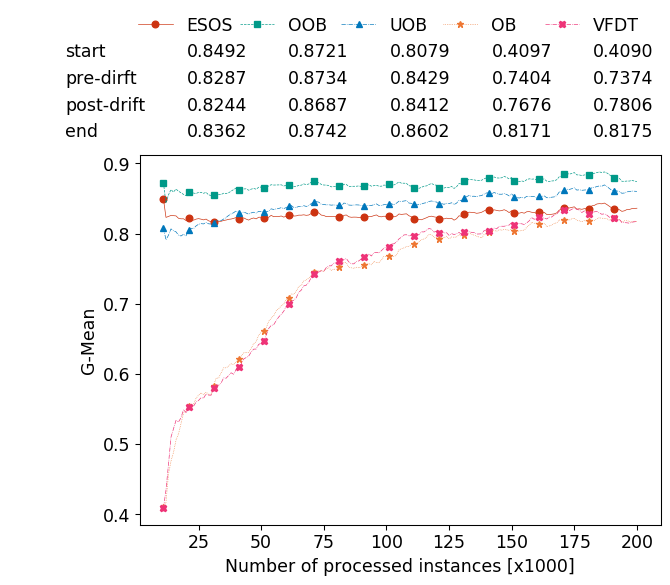 ESOS OOB UOB OB VFDT
start 0.8492 0.8721 0.8079 0.4097 0.4090
pre-dirft 0.8287 0.8734 0.8429 0.7404 0.7374
post-drift 0.8244 0.8687 0.8412 0.7676 0.7806
end 0.8362 0.8742 0.8602 0.8171 0.8175
0.9
0.8
0.7
0.6
0.5
0.4
G-Mean
25 50 75 100 125 150 175 200
Number of processed instances [x1000]